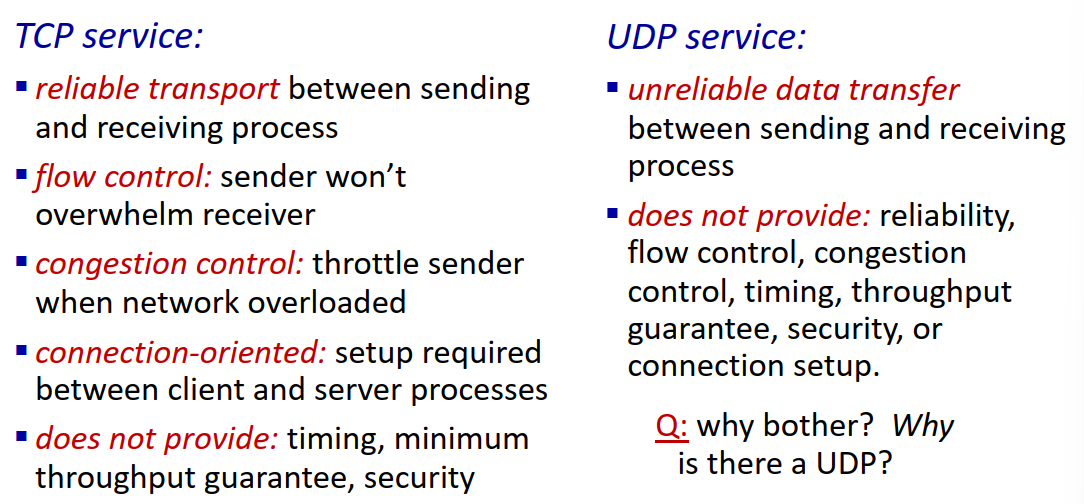 TCP service:
▪ reliable transport between sending
and receiving process
▪ flow control: sender won’t
overwhelm receiver
▪ congestion control: throttle sender
when network overloaded
▪ connection-oriented: setup required
between client and server processes
▪ does not provide: timing, minimum
throughput guarantee, security
UDP service:
▪ unreliable data transfer
between sending and receiving
process
▪ does not provide: reliability,
flow control, congestion
control, timing, throughput
guarantee, security, or
connection setup.
Q: why bother? Why
is there a UDP?